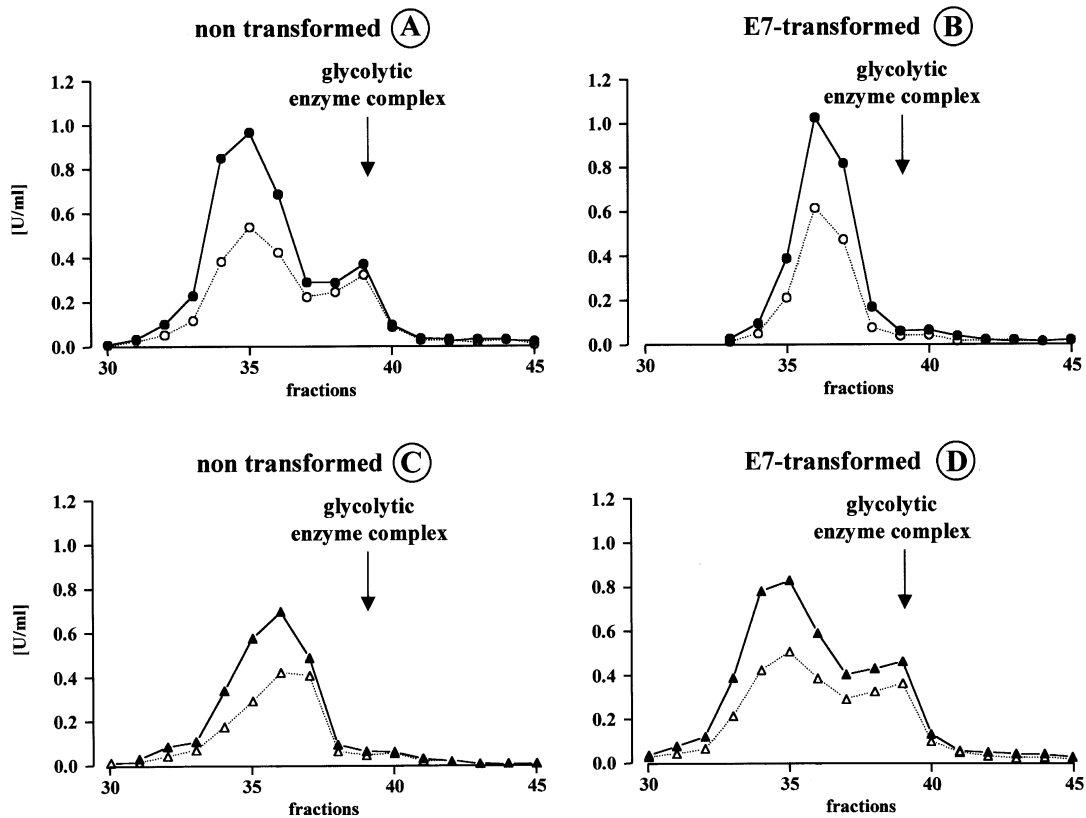 non transformed A
glycolytic
enzyme complex
[U/ml]
1.2
1.0
0.8
0.6
0.4
0.2
0.0
30 35 40 45
fractions
E7-transformed B
glycolytic
enzyme complex
1.2
1.0
0.8
0.6
0.4
0.2
0.0
30 35 40 45
fractions
non transformed C
glycolytic
enzyme complex
[U/ml]
1.2
1.0
0.8
0.6
0.4
0.2
0.0
30 35 40 45
fractions
E7-transformed D
glycolytic
enzyme complex
1.2
1.0
0.8
0.6
0.4
0.2
0.0
30 35 40 45
fractions